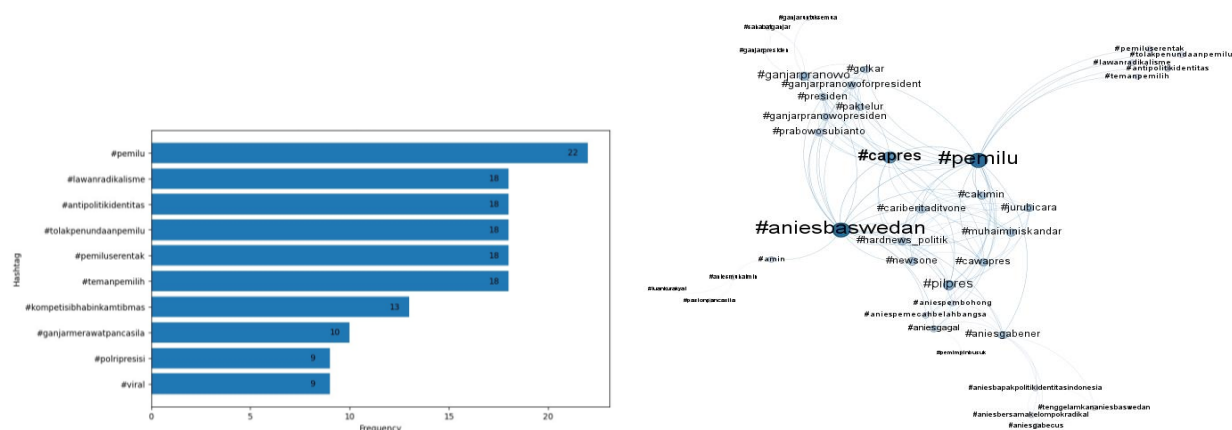 #pemilu
22
#lawanradikalisme
18
#antipolitikidentitas
18
#tolakpenundaanpemilu
18
#pemiluserentak
18
#temanpemilih
18
#kompetisibhabinkamtibmas
13
#ganjarmerawatpancasila
10
#polripresisi
9
#viral
9
Hashtag
0 5 10 15 20
Frequency
#ganjarpresiden
#ganjarpranowo
#golkar
#ganjarpranowoforpresident
#presiden
#paktelur
#ganjarpranowopresiden
#prabowosubianto
#pemiluserentak
#tolakpenundaanpemilu
#lawanradikalisme
#antipolitikidentitas
#temanpemilih
#capres
#pemilu
#cakimin
#cariberitaditvone
#jurubicara
#aniesbaswedan
#muhaiminiskandar
#hardnews_politik
#amin
#newsone
#cawapres
#pilpres
#aniespembohong
#aniespemecahbelahbangsa
#aniesgagal
#aniesgabener
#aniesbapakpolitikidentitasindonesia
#tenggelamkananiesbaswedan
#aniesbersamakelompokradikal